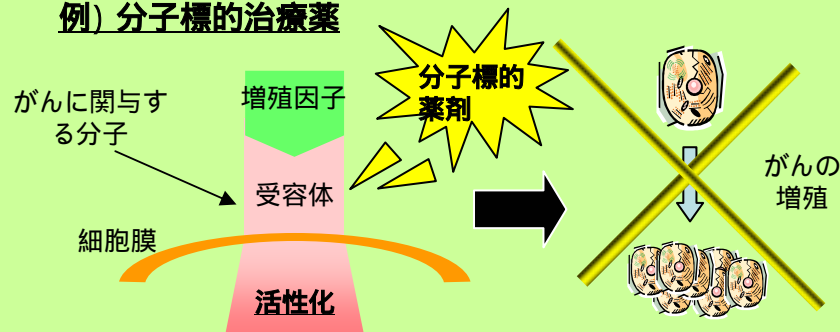 例) 分子標的治療薬
がんに関与す
る分子
増殖因子
分子標的
薬剤
受容体
細胞膜
活性化
がんの
増殖